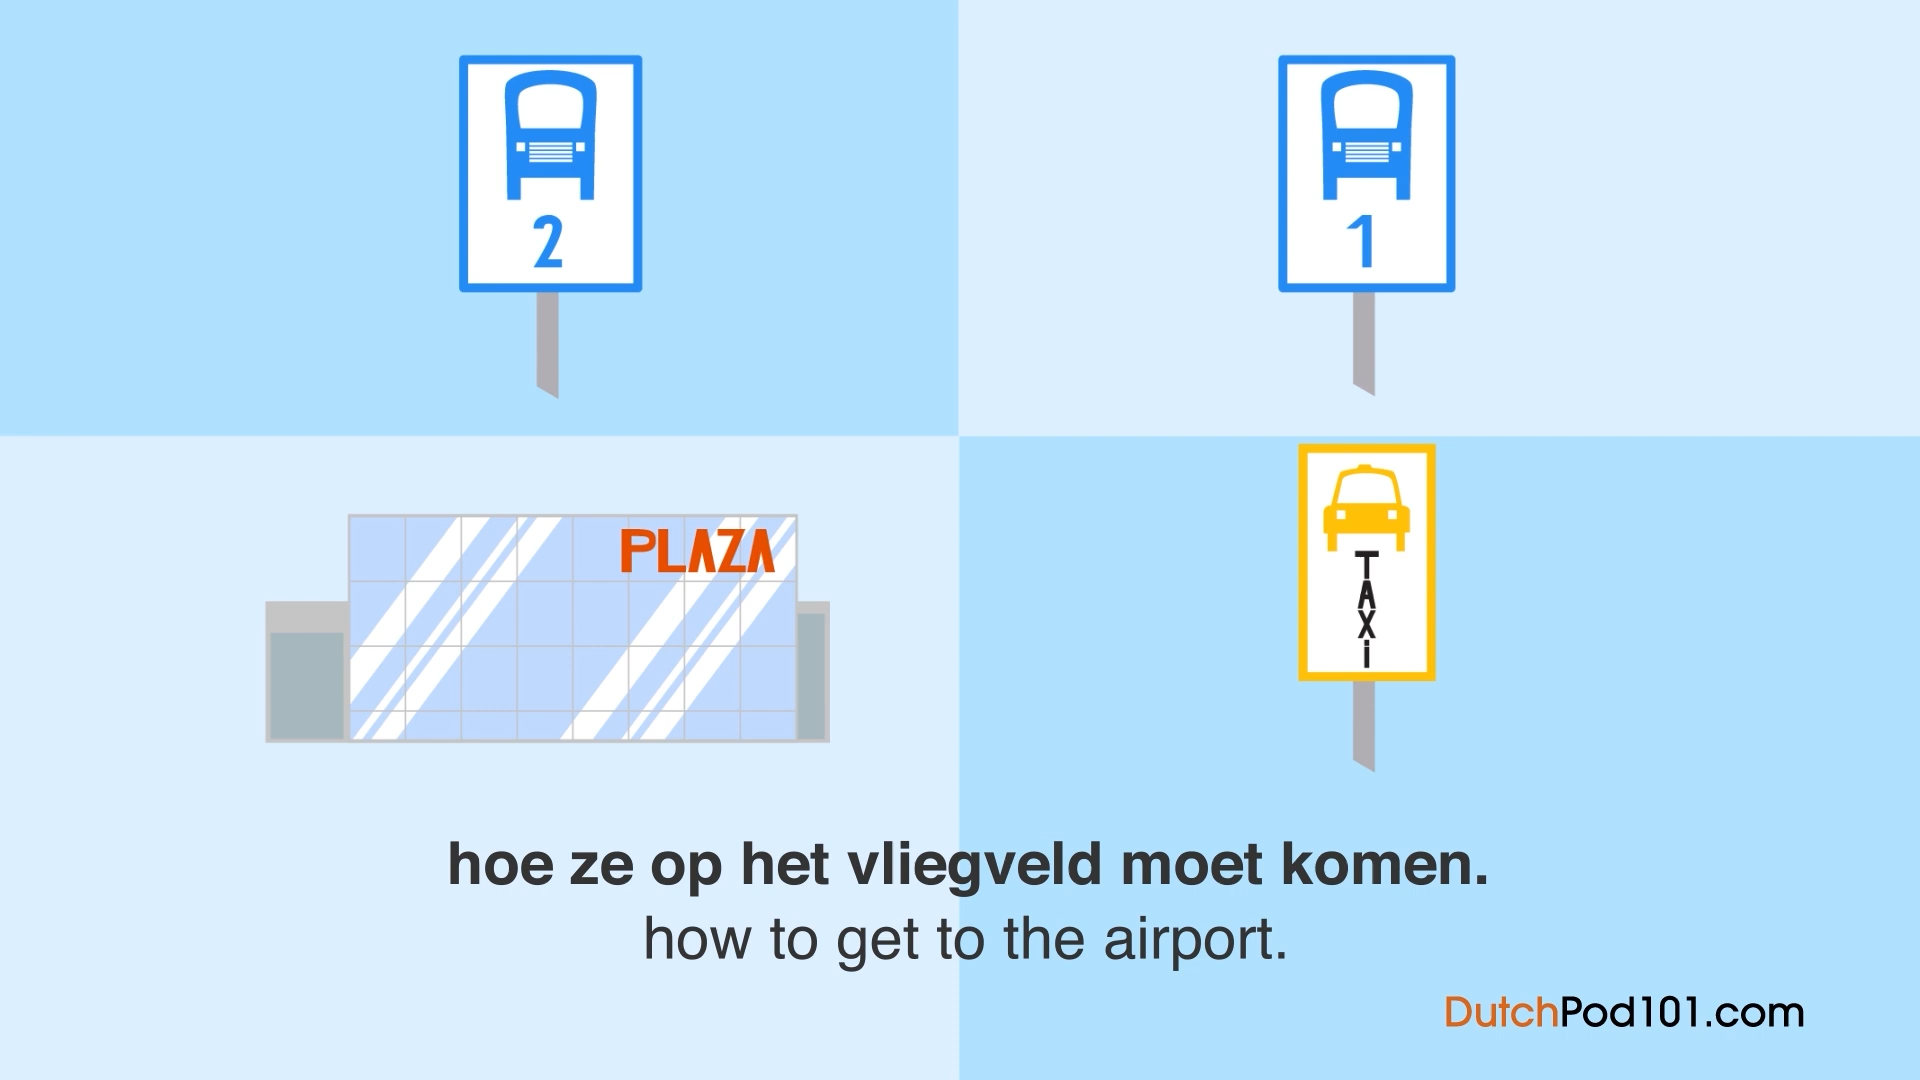 2
1
PLAZA
TAXi
hoe ze op het vliegveld moet komen.
how to get to the airport.
DutchPod101.com